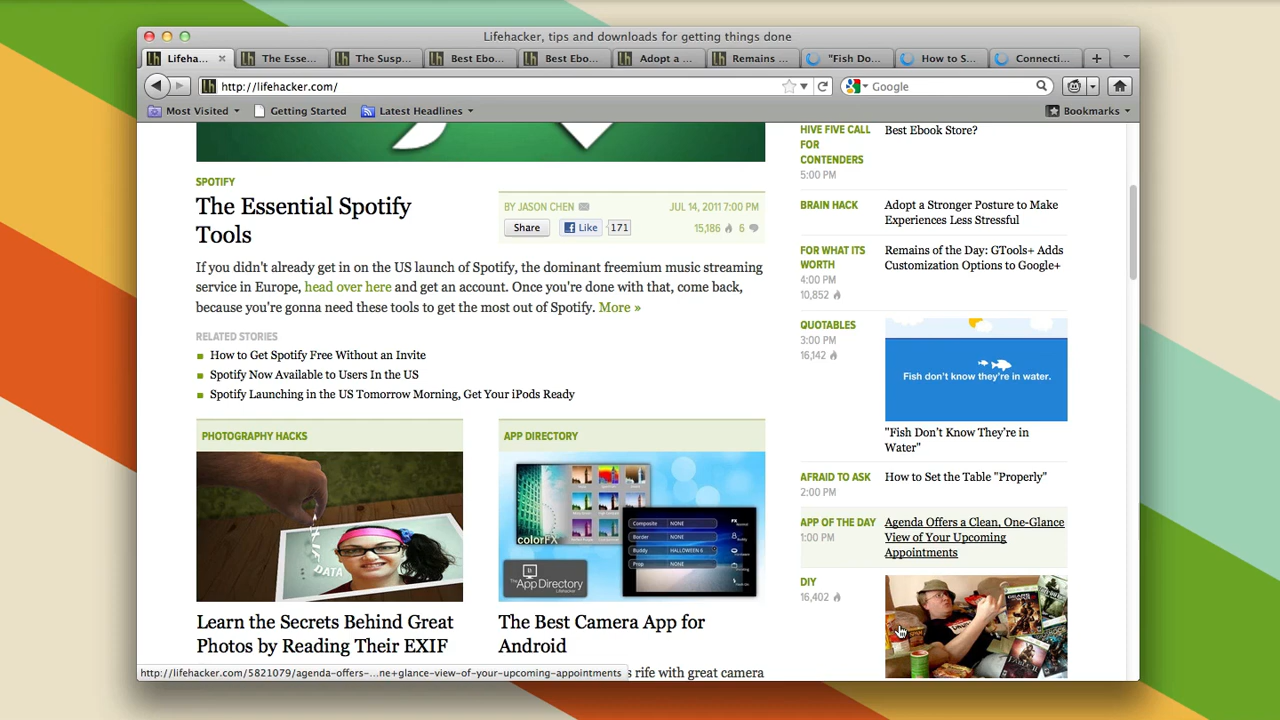 Lifehacker, tips and downloads for getting things done
Lifeha...
The Esse...
The Susp...
Best Ebo...
Best Ebo...
Adopt a ...
Remains ...
"Fish Do...
How to S...
Connecti...
http://lifehacker.com/
Google
Most Visited
Getting Started
Latest Headlines
Bookmarks
SPOTIFY
The Essential Spotify
Tools
BY JASON CHEN
JUL 14, 2011 7:00 PM
Share
Like
171
15,186
6
If you didn't already get in on the US launch of Spotify, the dominant freemium music streaming
service in Europe, head over here and get an account. Once you're done with that, come back,
because you're gonna need these tools to get the most out of Spotify. More »
RELATED STORIES
How to Get Spotify Free Without an Invite
Spotify Now Available to Users In the US
Spotify Launching in the US Tomorrow Morning, Get Your iPods Ready
PHOTOGRAPHY HACKS
DATA
Learn the Secrets Behind Great
Photos by Reading Their EXIF
APP DIRECTORY
colorFX
The App Directory
Lifehacker
Composite NONE
Border NONE
Buddy HALLOWEEN 6
Prop NONE
The Best Camera App for
Android
s rife with great camera
HIVE FIVE CALL
FOR
CONTENDERS
5:00 PM
Best Ebook Store?
BRAIN HACK
Adopt a Stronger Posture to Make
Experiences Less Stressful
FOR WHAT ITS
WORTH
4:00 PM
10,852
Remains of the Day: GTools+ Adds
Customization Options to Google+
QUOTABLES
3:00 PM
16,142
Fish don't know they're in water.
"Fish Don't Know They're in
Water"
AFRAID TO ASK
2:00 PM
How to Set the Table "Properly"
APP OF THE DAY
1:00 PM
Agenda Offers a Clean, One-Glance
View of Your Upcoming
Appointments
DIY
16,402
http://lifehacker.com/5821079/agenda-offers-...ne+glance-view-of-your-upcoming-appointments